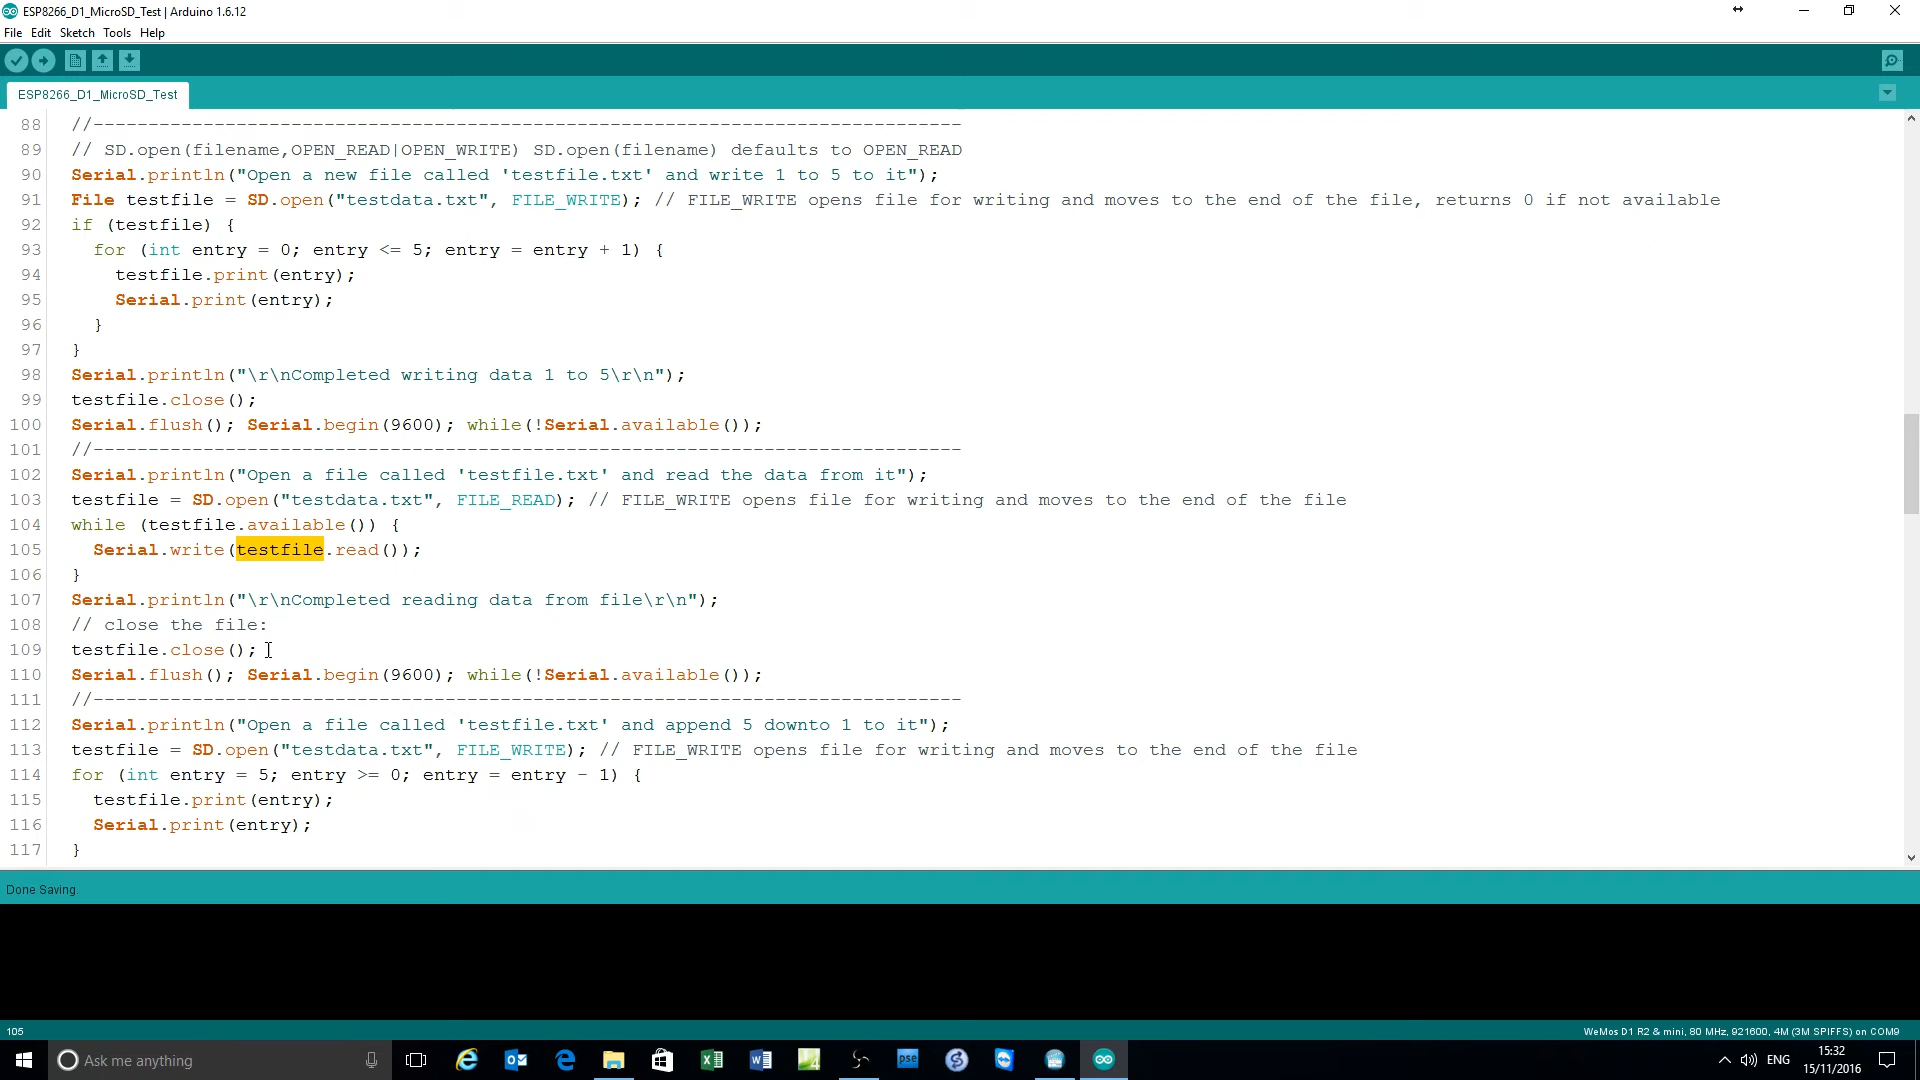 ESP8266_D1_MicroSD_Test | Arduino 1.6.12
File Edit Sketch Tools Help
ESP8266_D1_MicroSD_Test
88 //-------------------------------------------------------------------------------
89 // SD.open(filename,OPEN_READ|OPEN_WRITE) SD.open(filename) defaults to OPEN_READ
90 Serial.println("Open a new file called 'testfile.txt' and write 1 to 5 to it");
91 File testfile = SD.open("testdata.txt", FILE_WRITE); // FILE_WRITE opens file for writing and moves to the end of the file, returns 0 if not available
92 if (testfile) {
93 for (int entry = 0; entry <= 5; entry = entry + 1) {
94 testfile.print(entry);
95 Serial.print(entry);
96 }
97 }
98 Serial.println("\r\nCompleted writing data 1 to 5\r\n");
99 testfile.close();
100 Serial.flush(); Serial.begin(9600); while(!Serial.available());
101 //-------------------------------------------------------------------------------
102 Serial.println("Open a file called 'testfile.txt' and read the data from it");
103 testfile = SD.open("testdata.txt", FILE_READ); // FILE_WRITE opens file for writing and moves to the end of the file
104 while (testfile.available()) {
105 Serial.write(testfile.read());
106 }
107 Serial.println("\r\nCompleted reading data from file\r\n");
108 // close the file:
109 testfile.close();
110 Serial.flush(); Serial.begin(9600); while(!Serial.available());
111 //-------------------------------------------------------------------------------
112 Serial.println("Open a file called 'testfile.txt' and append 5 downto 1 to it");
113 testfile = SD.open("testdata.txt", FILE_WRITE); // FILE_WRITE opens file for writing and moves to the end of the file
114 for (int entry = 5; entry >= 0; entry = entry - 1) {
115 testfile.print(entry);
116 Serial.print(entry);
117 }
Done Saving.
105 WeMos D1 R2 & mini, 80 MHz, 921600, 4M (3M SPIFFS) on COM9
Ask me anything pse ENG 15:32
15/11/2016